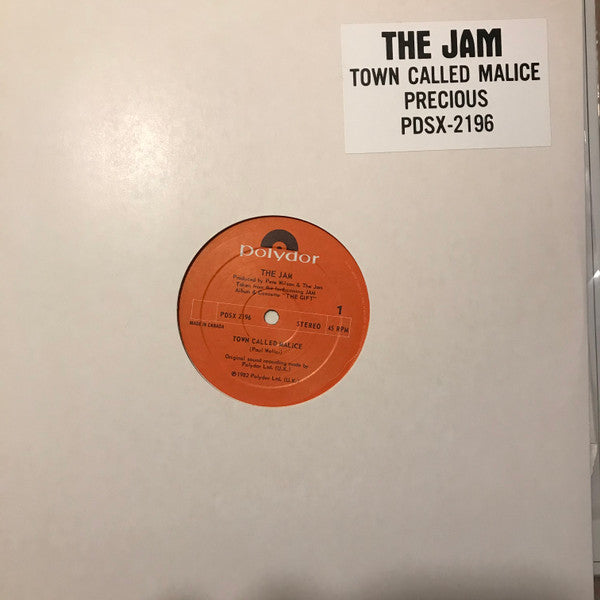 THE JAM
TOWN CALLED MALICE
PRECIOUS
PDSX-2196
polydor
THE JAM
Produced by Pete Wilson & The Jam
Taken from the forthcoming JAM
Album & Cassette "THE GIFT"
1
PDSX 2196
STEREO 45 RPM
MADE IN CANADA
TOWN CALLED MALICE
(Paul Weller)
Original sound recording made by
Polydor Ltd. (U.K.)
℗ 1982 Polydor Ltd. (U.K.)